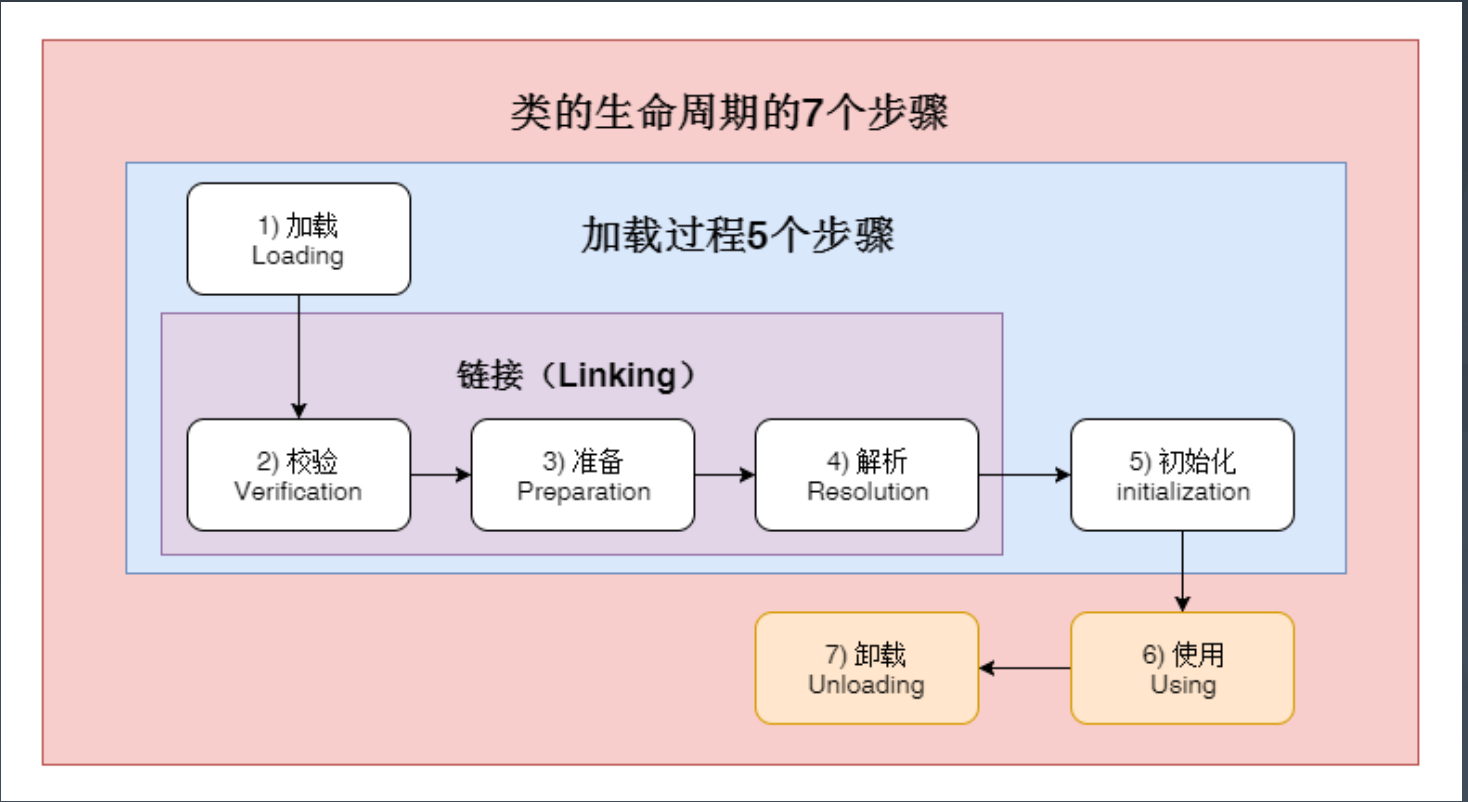 类的生命周期的7个步骤
加载过程5个步骤
1) 加载
Loading
链接（Linking）
2) 校验
Verification
3) 准备
Preparation
4) 解析
Resolution
5) 初始化
initialization
6) 使用
Using
7) 卸载
Unloading